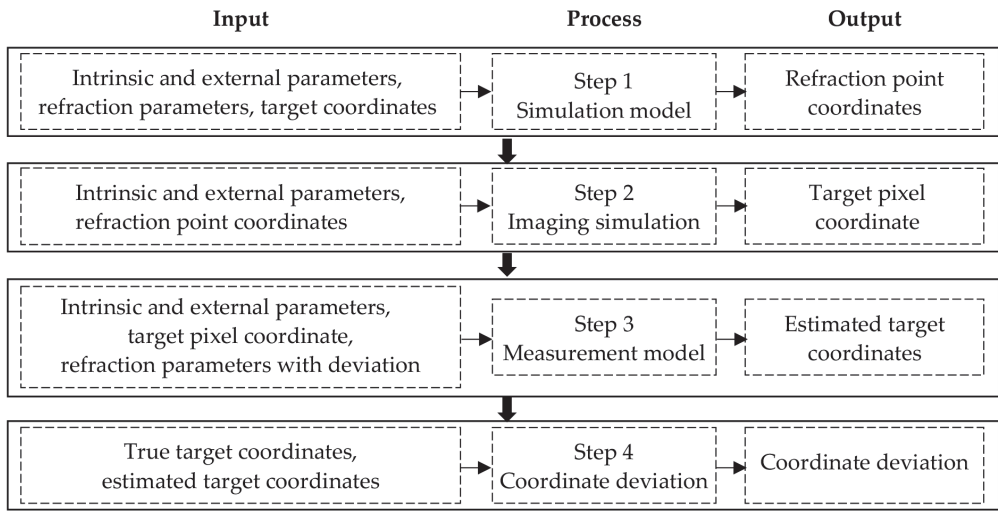 Input Process Output
Intrinsic and external parameters,
refraction parameters, target coordinates
Step 1
Simulation model
Refraction point
coordinates
Intrinsic and external parameters,
refraction point coordinates
Step 2
Imaging simulation
Target pixel
coordinate
Intrinsic and external parameters,
target pixel coordinate,
refraction parameters with deviation
Step 3
Measurement model
Estimated target
coordinates
True target coordinates,
estimated target coordinates
Step 4
Coordinate deviation
Coordinate deviation